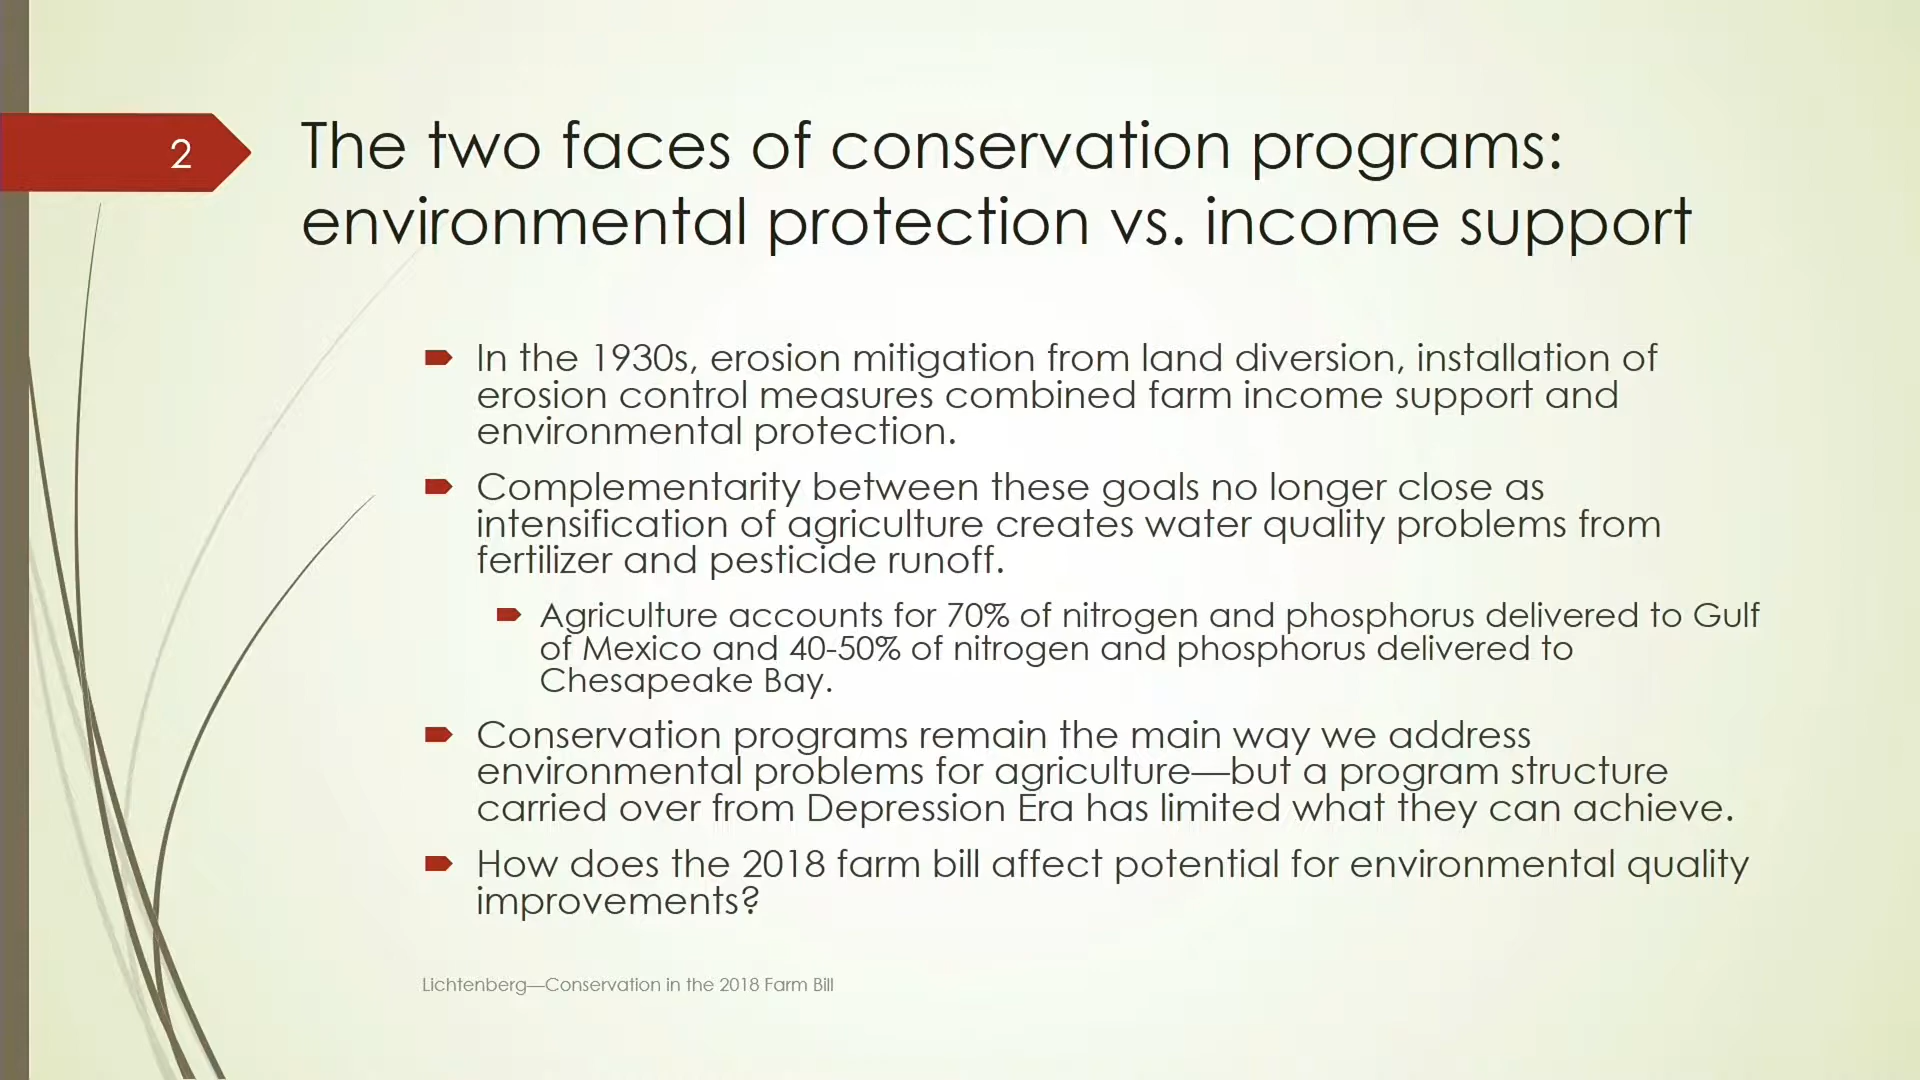 2
The two faces of conservation programs:
environmental protection vs. income support
In the 1930s, erosion mitigation from land diversion, installation of
erosion control measures combined farm income support and
environmental protection.
Complementarity between these goals no longer close as
intensification of agriculture creates water quality problems from
fertilizer and pesticide runoff.
Agriculture accounts for 70% of nitrogen and phosphorus delivered to Gulf
of Mexico and 40-50% of nitrogen and phosphorus delivered to
Chesapeake Bay.
Conservation programs remain the main way we address
environmental problems for agriculture—but a program structure
carried over from Depression Era has limited what they can achieve.
How does the 2018 farm bill affect potential for environmental quality
improvements?
Lichtenberg—Conservation in the 2018 Farm Bill